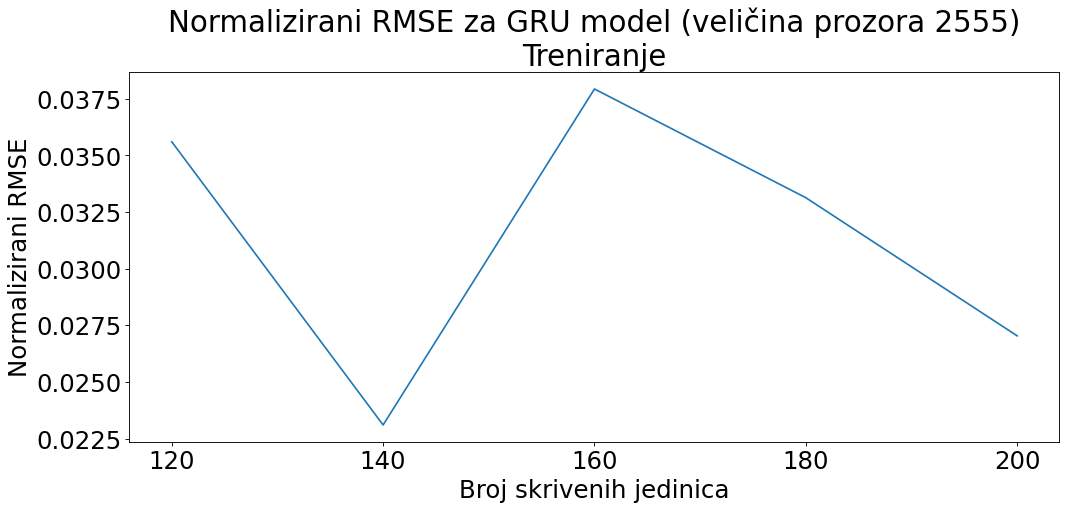 Normalizirani RMSE za GRU model (veličina prozora 2555)
Treniranje
Normalizirani RMSE
0.0375
0.0350
0.0325
0.0300
0.0275
0.0250
0.0225
120 140 160 180 200
Broj skrivenih jedinica